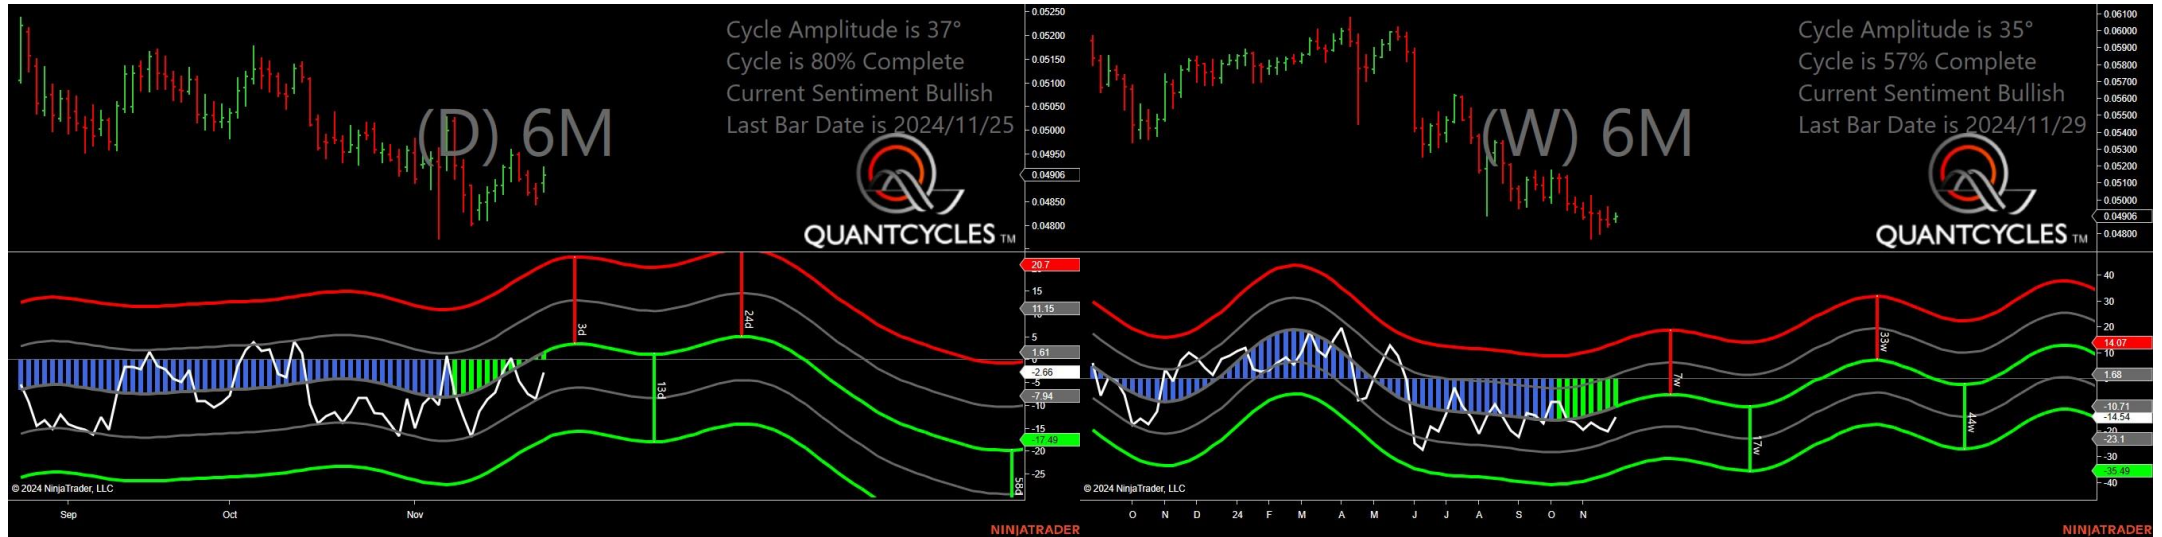 Cycle Amplitude is 37°
Cycle is 80% Complete
Current Sentiment Bullish
Last Bar Date is 2024/11/25
(D) 6M
QUANTCYCLES TM
0.05250
0.05200
0.05150
0.05100
0.05050
0.05000
0.04950
0.04906
0.04850
0.04800
20.7
15
11.15
5
1.61
0
-2.66
-5
-7.94
-10
-15
-17.49
-20
-25
3d
13d
24d
58d
© 2024 NinjaTrader, LLC
Sep
Oct
Nov
NINJATRADER
Cycle Amplitude is 35°
Cycle is 57% Complete
Current Sentiment Bullish
Last Bar Date is 2024/11/29
(W) 6M
QUANTCYCLES TM
0.06100
0.06000
0.05900
0.05800
0.05700
0.05600
0.05500
0.05400
0.05300
0.05200
0.05100
0.05000
0.04906
0.04800
40
30
20
14.07
10
1.68
-10.71
-14.54
-20
-23.1
-30
-35.49
-40
7w
17w
33w
44w
© 2024 NinjaTrader, LLC
O N D 24 F M A M J J A S O N
NINJATRADER